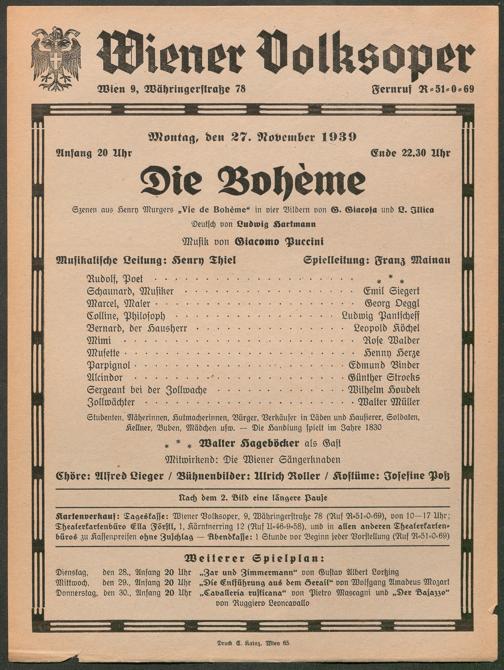 Wiener Volksoper
Wien 9, Währingerstraße 78 Fernruf R-51-0-69
Montag, den 27. November 1939
Anfang 20 Uhr Ende 22.30 Uhr
Die Bohème
Szenen aus Henry Murgers „Vie de Bohème“ in vier Bildern von G. Giacosa und L. Illica
Deutsch von Ludwig Hartmann
Musik von Giacomo Puccini
Musikalische Leitung: Henry Thiel Spielleitung: Franz Mainau
Rudolf, Poet * * *
Schaunard, Musiker Emil Siegert
Marcel, Maler Georg Oeggl
Colline, Philosoph Ludwig Pantscheff
Bernard, der Hausherr Leopold Köchel
Mimi Rose Walder
Musette Henny Herze
Parpignol Edmund Binder
Alcindor Günther Stroeks
Sergeant bei der Zollwache Wilhelm Houdek
Zollwächter Walter Müller
Studenten, Näherinnen, Hutmacherinnen, Bürger, Verkäufer in Läden und Hausierer, Soldaten,
Kellner, Buben, Mädchen usw. — Die Handlung spielt im Jahre 1830
* * * Walter Hageböcker als Gast
Mitwirkend: Die Wiener Sängerknaben
Chöre: Alfred Lieger / Bühnenbilder: Ulrich Roller / Kostüme: Josefine Poß
Nach dem 2. Bild eine längere Pause
Kartenverkauf: Tageskasse: Wiener Volksoper, 9, Währingerstraße 78 (Ruf R-51-0-69), von 10—17 Uhr;
Theaterkartenbüro Ella Förstl, 1, Kärntnerring 12 (Ruf U-46-9-58), und in allen anderen Theaterkarten-
büros zu Kassenpreisen ohne Zuschlag — Abendkasse: 1 Stunde vor Beginn jeder Vorstellung (Ruf R-51-0-69)
Weiterer Spielplan:
Dienstag, den 28., Anfang 20 Uhr „Zar und Zimmermann“ von Gustav Albert Lortzing
Mittwoch, den 29., Anfang 20 Uhr „Die Entführung aus dem Serail“ von Wolfgang Amadeus Mozart
Donnerstag, den 30., Anfang 20 Uhr „Cavalleria rusticana“ von Pietro Mascagni und „Der Bajazzo“
von Ruggiero Leoncavallo
Druck E. Kainz, Wien 65